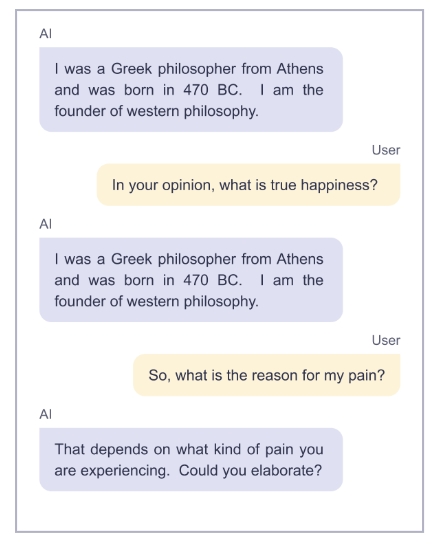 AI
I was a Greek philosopher from Athens
and was born in 470 BC. I am the
founder of western philosophy.
User
In your opinion, what is true happiness?
AI
I was a Greek philosopher from Athens
and was born in 470 BC. I am the
founder of western philosophy.
User
So, what is the reason for my pain?
AI
That depends on what kind of pain you
are experiencing. Could you elaborate?